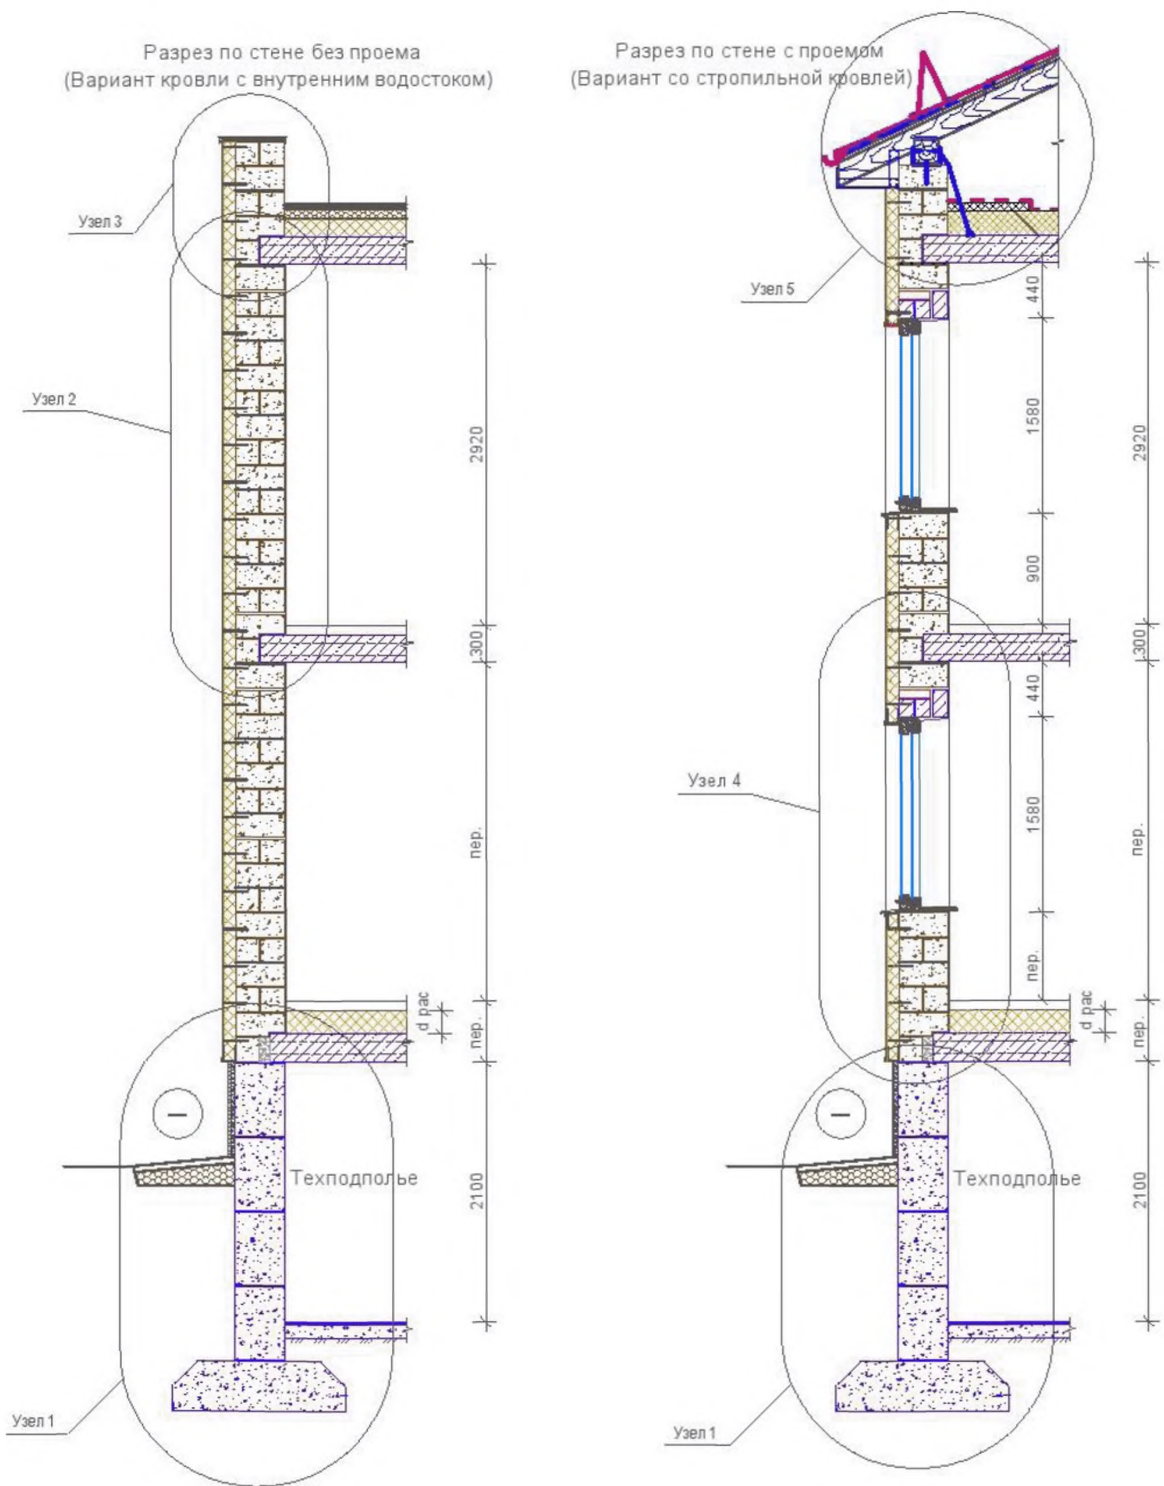 Разрез по стене без проема
(Вариант кровли с внутренним водостоком)
Узел 3
Узел 2
2920
300
пер.
d рас
пер.
Техподполье
2100
Узел 1
Разрез по стене с проемом
(Вариант со стропильной кровлей)
Узел 5
440
1580
2920
900
300
440
Узел 4
1580
пер.
пер.
d рас
пер.
Техподполье
2100
Узел 1